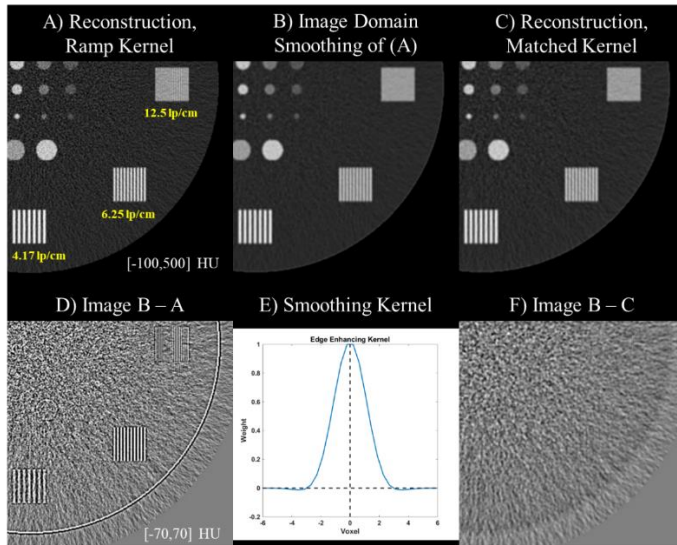 A) Reconstruction,
Ramp Kernel
B) Image Domain
Smoothing of (A)
C) Reconstruction,
Matched Kernel
12.5 lp/cm
6.25 lp/cm
4.17 lp/cm
[-100,500] HU
D) Image B – A
E) Smoothing Kernel
F) Image B – C
[-70,70] HU
Edge Enhancing Kernel
Weight
1
0.8
0.6
0.4
0.2
0
-0.2
-6 -4 -2 0 2 4 6
Voxel